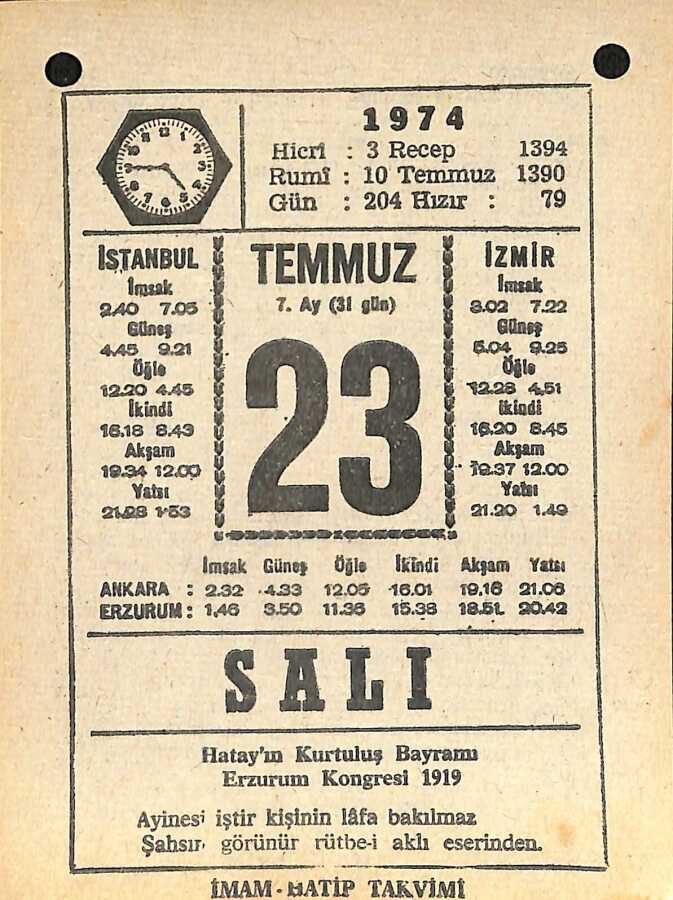 1974
Hicrî : 3 Recep 1394
Rumî : 10 Temmuz 1390
Gün : 204 Hızır : 79
İSTANBUL
İmsak
2.40 7.05
Güneş
4.45 9.21
Öğle
12.20 4.45
İkindi
16.18 8.43
Akşam
19.34 12.00
Yatsı
21.28 1.53
TEMMUZ
7. Ay (31 gün)
23
İZMİR
İmsak
3.02 7.22
Güneş
5.04 9.25
Öğle
12.28 4.51
İkindi
16.20 8.45
Akşam
19.37 12.00
Yatsı
21.20 1.49
İmsak Güneş Öğle İkindi Akşam Yatsı
ANKARA : 2.32 4.33 12.05 16.01 19.16 21.06
ERZURUM : 1.46 3.50 11.36 15.38 18.51 20.42
SALI
Hatay'ın Kurtuluş Bayramı
Erzurum Kongresi 1919
Ayinesi iştir kişinin lâfa bakılmaz
Şahsın görünür rütbe-i aklı eserinden.
İMAM - HATİP TAKVİMİ